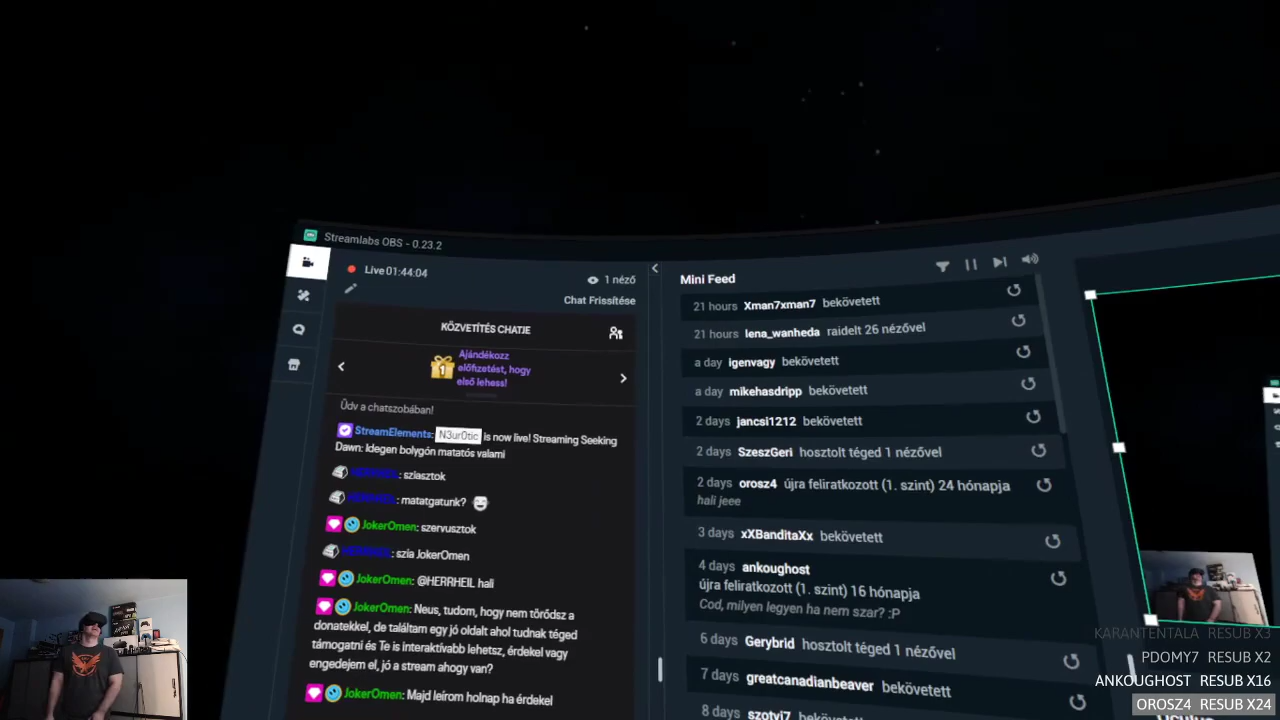 Streamlabs OBS - 0.23.2
Live 01:44:04
1 néző
Chat Frissítése
KÖZVETÍTÉS CHATJE
Ajándékozz
előfizetést, hogy
első lehess!
1
Üdv a chatszobában!
StreamElements: N3ur0tic is now live! Streaming Seeking
Dawn: Idegen bolygón matatós valami
HERRHEIL: sziasztok
HERRHEIL: matatgatunk?
JokerOmen: szervusztok
HERRHEIL: szía JokerOmen
JokerOmen: @HERRHEIL hali
JokerOmen: Neus, tudom, hogy nem törődsz a
donatekkel, de találtam egy jó oldalt ahol tudnak téged
támogatni és Te is interaktívabb lehetsz, érdekel vagy
engedejem el, jó a stream ahogy van?
JokerOmen: Majd leírom holnap ha érdekel
Mini Feed
21 hours Xman7xman7 bekövetett
21 hours lena_wanheda raidelt 26 nézővel
a day igenvagy bekövetett
a day mikehasdripp bekövetett
2 days jancsi1212 bekövetett
2 days SzeszGeri hosztolt téged 1 nézővel
2 days orosz4 újra feliratkozott (1. szint) 24 hónapja
hali jeee
3 days xXBanditaXx bekövetett
4 days ankoughost
újra feliratkozott (1. szint) 16 hónapja
Cod, milyen legyen ha nem szar? :P
6 days Gerybrid hosztolt téged 1 nézővel
7 days greatcanadianbeaver bekövetett
8 days szotyi7 bekövetett
KARANTENTALA RESUB X3
PDOMY7 RESUB X2
ANKOUGHOST RESUB X16
OROSZ4 RESUB X24